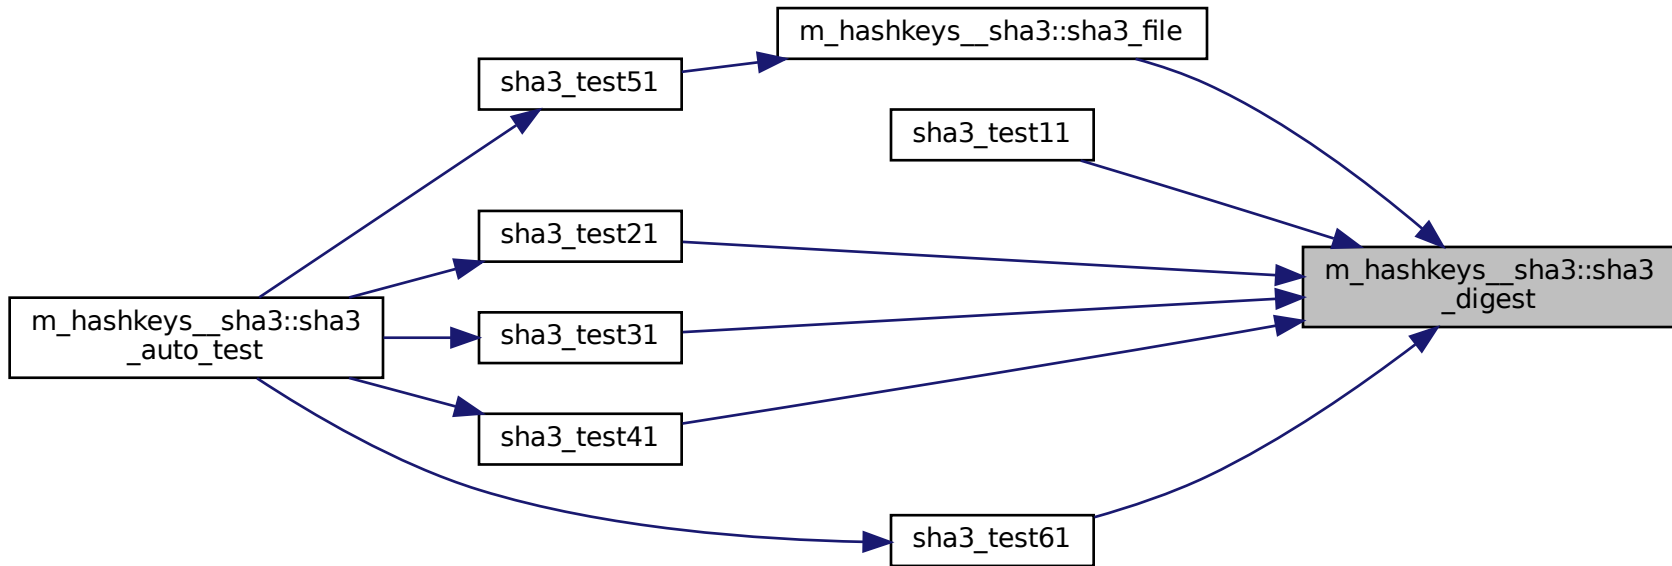 m_hashkeys__sha3::sha3_file
sha3_test51
sha3_test11
sha3_test21
m_hashkeys__sha3::sha3
_digest
m_hashkeys__sha3::sha3
_auto_test
sha3_test31
sha3_test41
sha3_test61